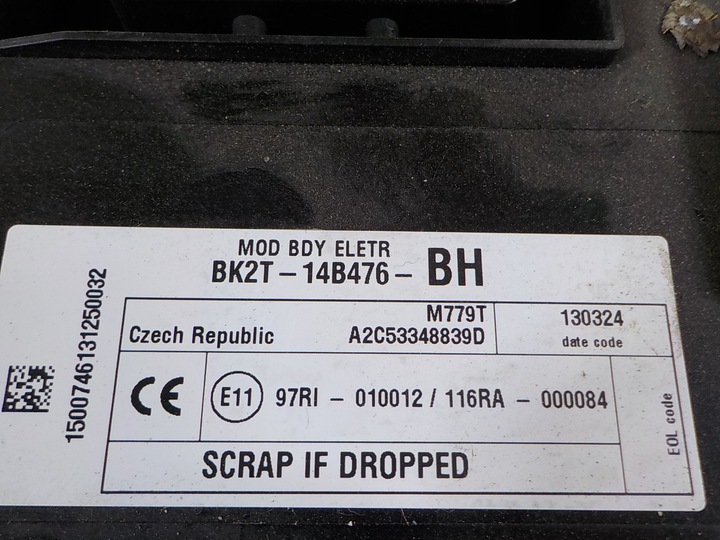 MOD BDY ELETR
BK2T-14B476-BH
M779T
Czech Republic A2C53348839D
130324
date code
CE E11 97RI - 010012 / 116RA - 000084
SCRAP IF DROPPED
EOL code
1500746131250032